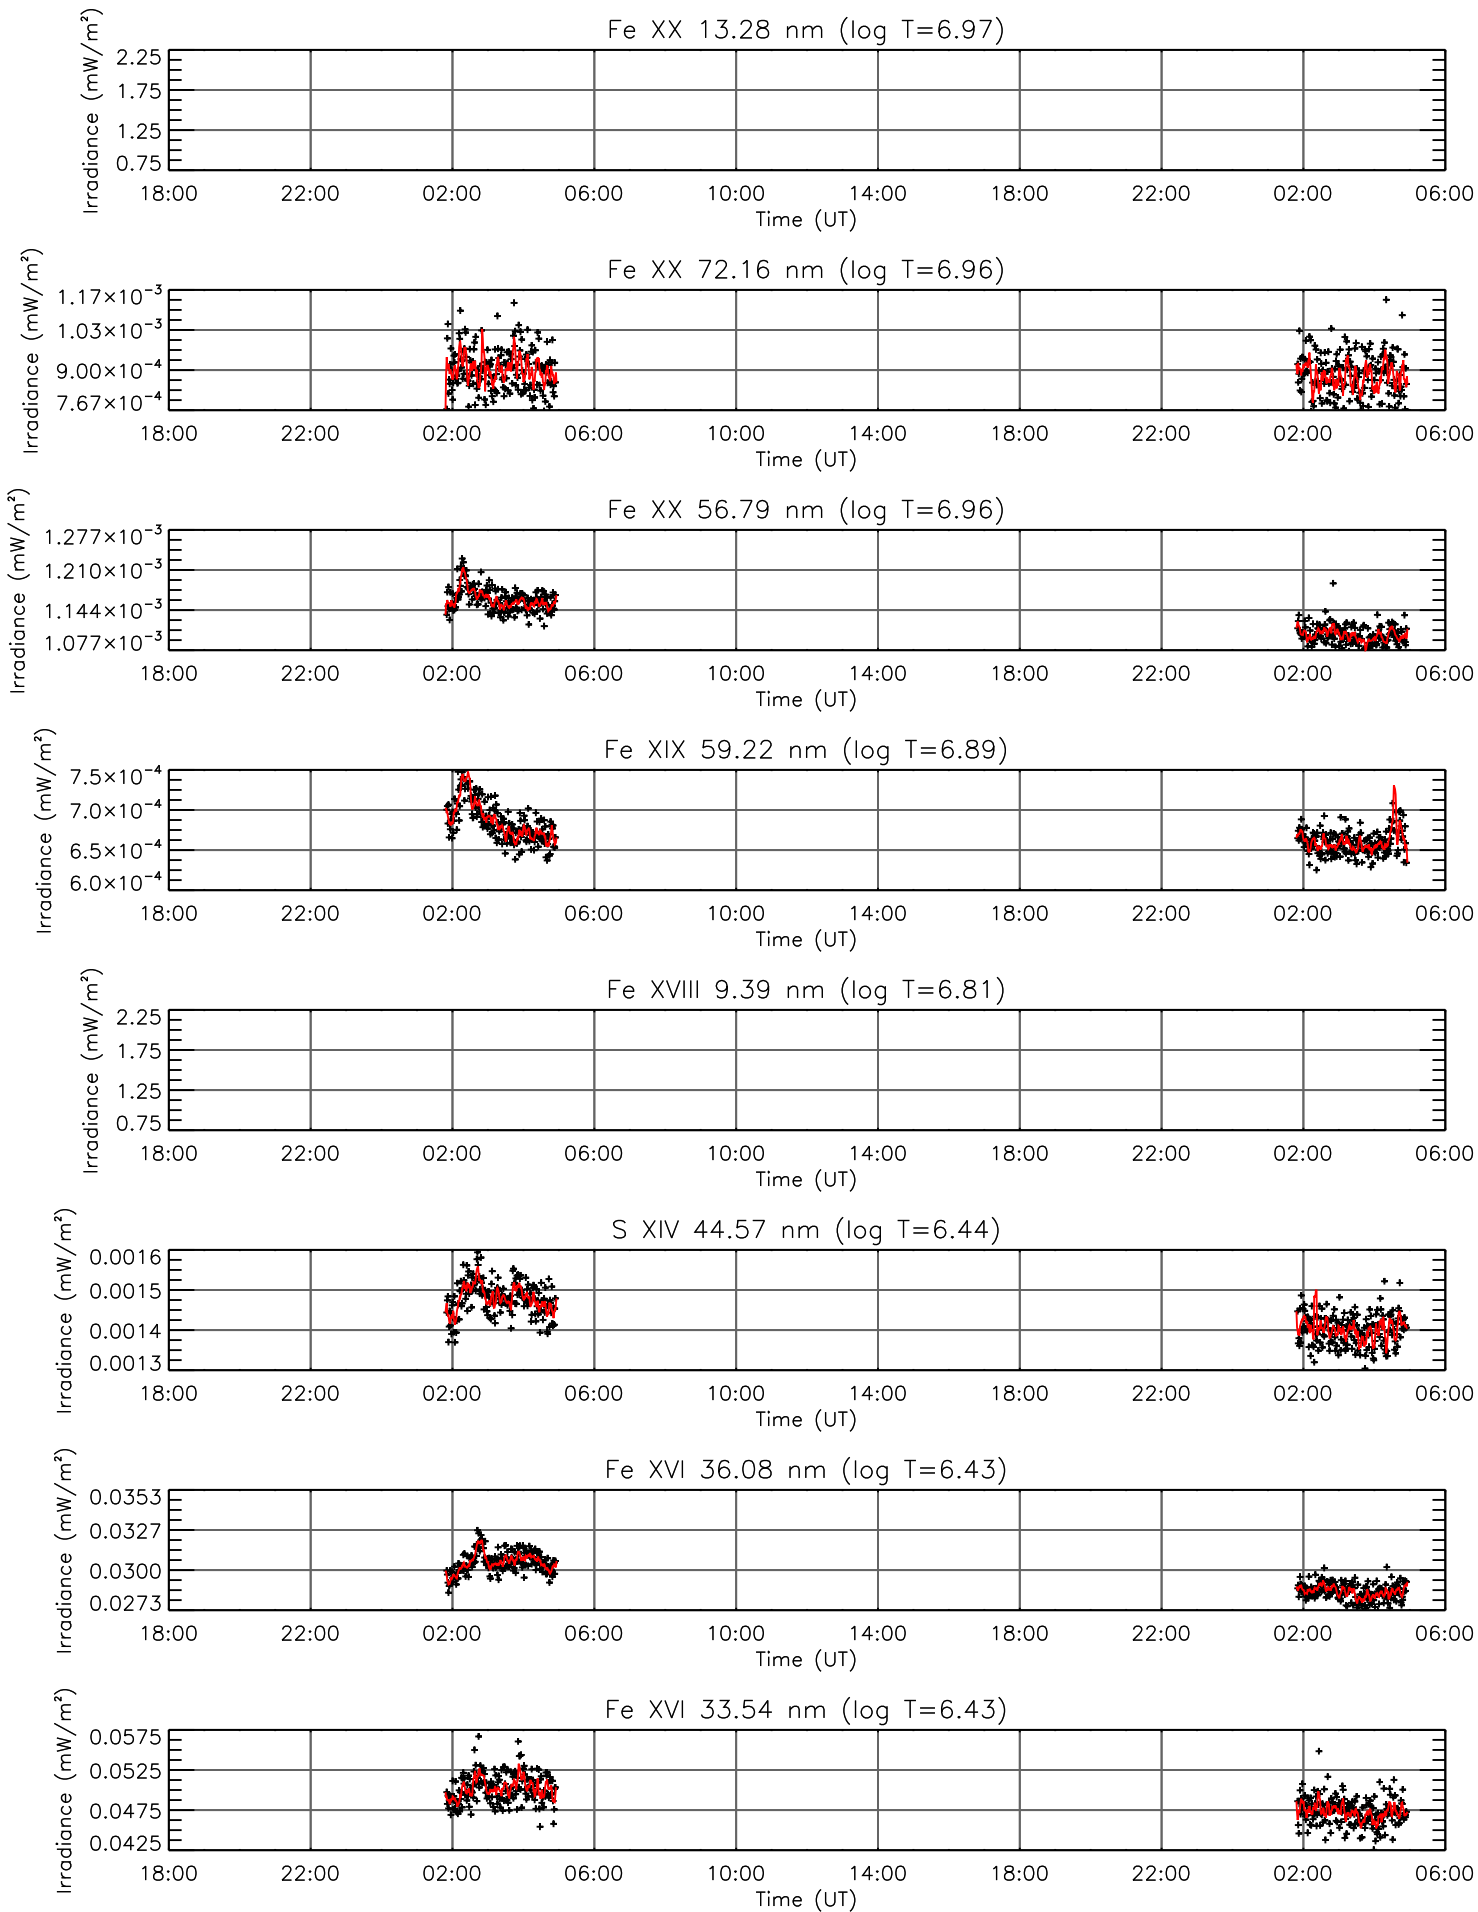 Fe XX 13.28 nm (log T=6.97)
Irradiance (mW/m²)
2.25
1.75
1.25
0.75
18:00 22:00 02:00 06:00 10:00 14:00 18:00 22:00 02:00 06:00
Time (UT)
Fe XX 72.16 nm (log T=6.96)
Irradiance (mW/m²)
1.17×10⁻³
1.03×10⁻³
9.00×10⁻⁴
7.67×10⁻⁴
18:00 22:00 02:00 06:00 10:00 14:00 18:00 22:00 02:00 06:00
Time (UT)
Fe XX 56.79 nm (log T=6.96)
Irradiance (mW/m²)
1.277×10⁻³
1.210×10⁻³
1.144×10⁻³
1.077×10⁻³
18:00 22:00 02:00 06:00 10:00 14:00 18:00 22:00 02:00 06:00
Time (UT)
Fe XIX 59.22 nm (log T=6.89)
Irradiance (mW/m²)
7.5×10⁻⁴
7.0×10⁻⁴
6.5×10⁻⁴
6.0×10⁻⁴
18:00 22:00 02:00 06:00 10:00 14:00 18:00 22:00 02:00 06:00
Time (UT)
Fe XVIII 9.39 nm (log T=6.81)
Irradiance (mW/m²)
2.25
1.75
1.25
0.75
18:00 22:00 02:00 06:00 10:00 14:00 18:00 22:00 02:00 06:00
Time (UT)
S XIV 44.57 nm (log T=6.44)
Irradiance (mW/m²)
0.0016
0.0015
0.0014
0.0013
18:00 22:00 02:00 06:00 10:00 14:00 18:00 22:00 02:00 06:00
Time (UT)
Fe XVI 36.08 nm (log T=6.43)
Irradiance (mW/m²)
0.0353
0.0327
0.0300
0.0273
18:00 22:00 02:00 06:00 10:00 14:00 18:00 22:00 02:00 06:00
Time (UT)
Fe XVI 33.54 nm (log T=6.43)
Irradiance (mW/m²)
0.0575
0.0525
0.0475
0.0425
18:00 22:00 02:00 06:00 10:00 14:00 18:00 22:00 02:00 06:00
Time (UT)